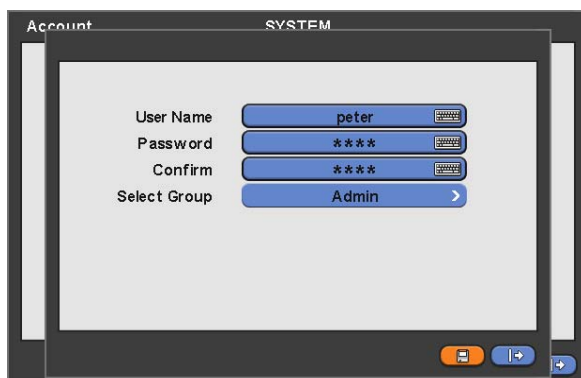 Account SYSTEM
User Name peter
Password ****
Confirm ****
Select Group Admin